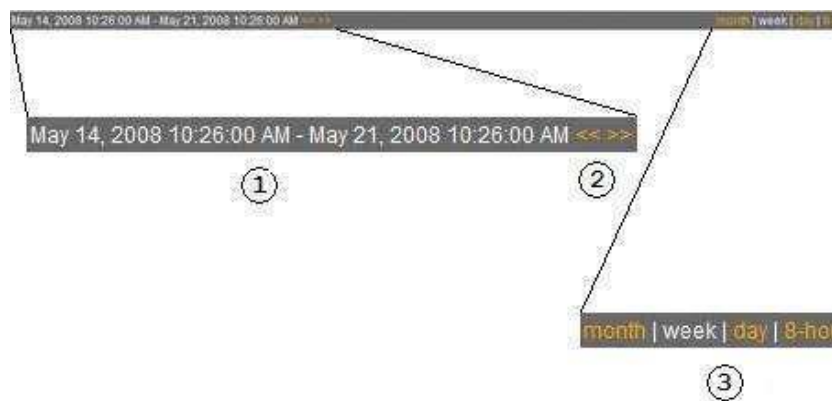 May 14, 2008 10:26:00 AM - May 21, 2008 10:26:00 AM << >> month | week | day |
May 14, 2008 10:26:00 AM - May 21, 2008 10:26:00 AM << >>
1
2
month | week | day | 8-hou
3